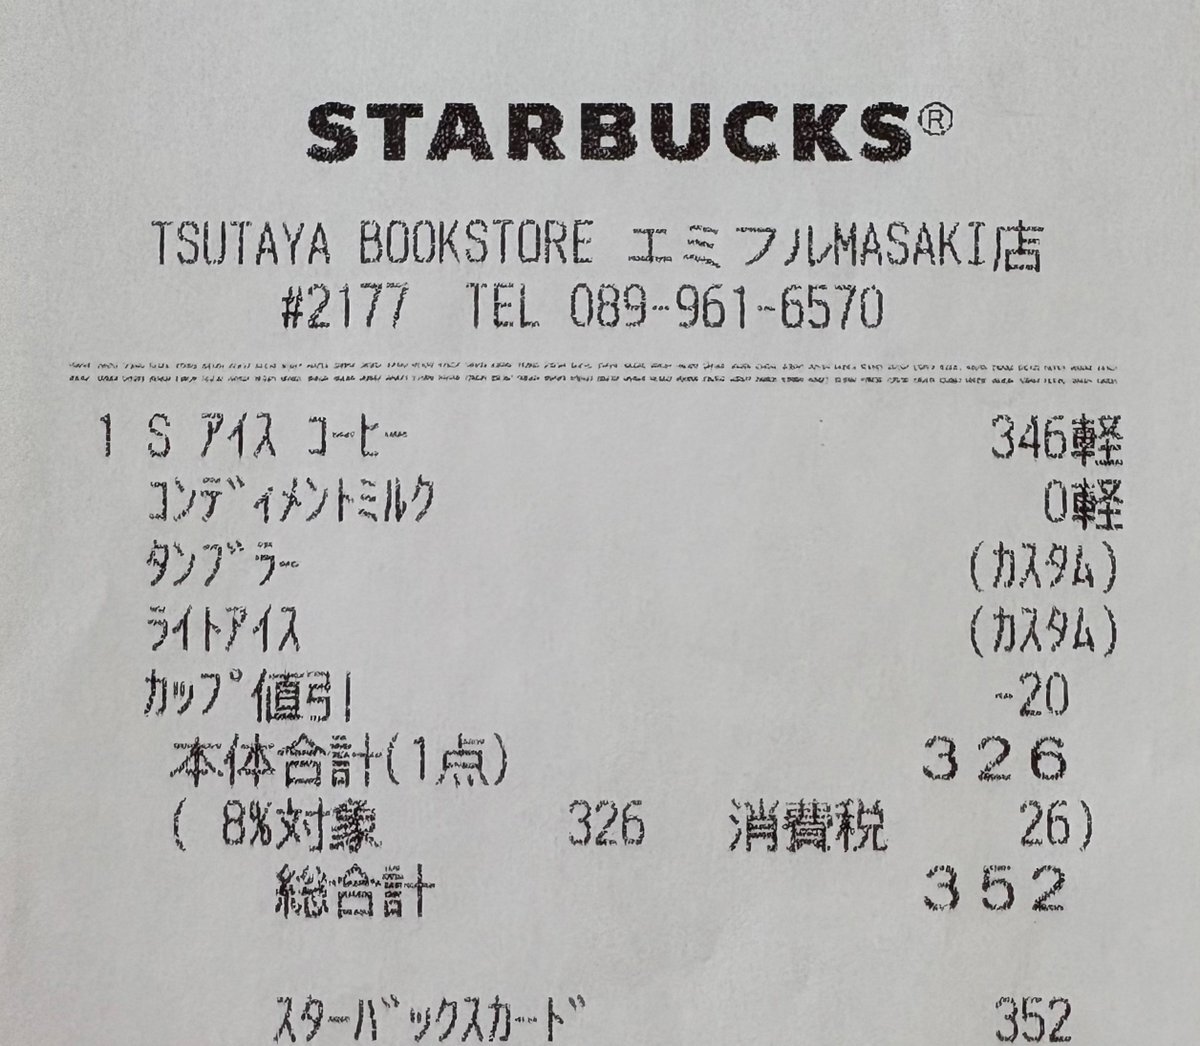 STARBUCKS®
TSUTAYA BOOKSTORE エミフルMASAKI店
#2177 TEL 089-961-6570
1 S アイス コーヒー 346軽
コンディメントミルク 0軽
タンブラー (カスタム)
ライトアイス (カスタム)
カップ値引 -20
本体合計(1点) 326
( 8%対象 326 消費税 26)
総合計 352
スターバックスカード 352